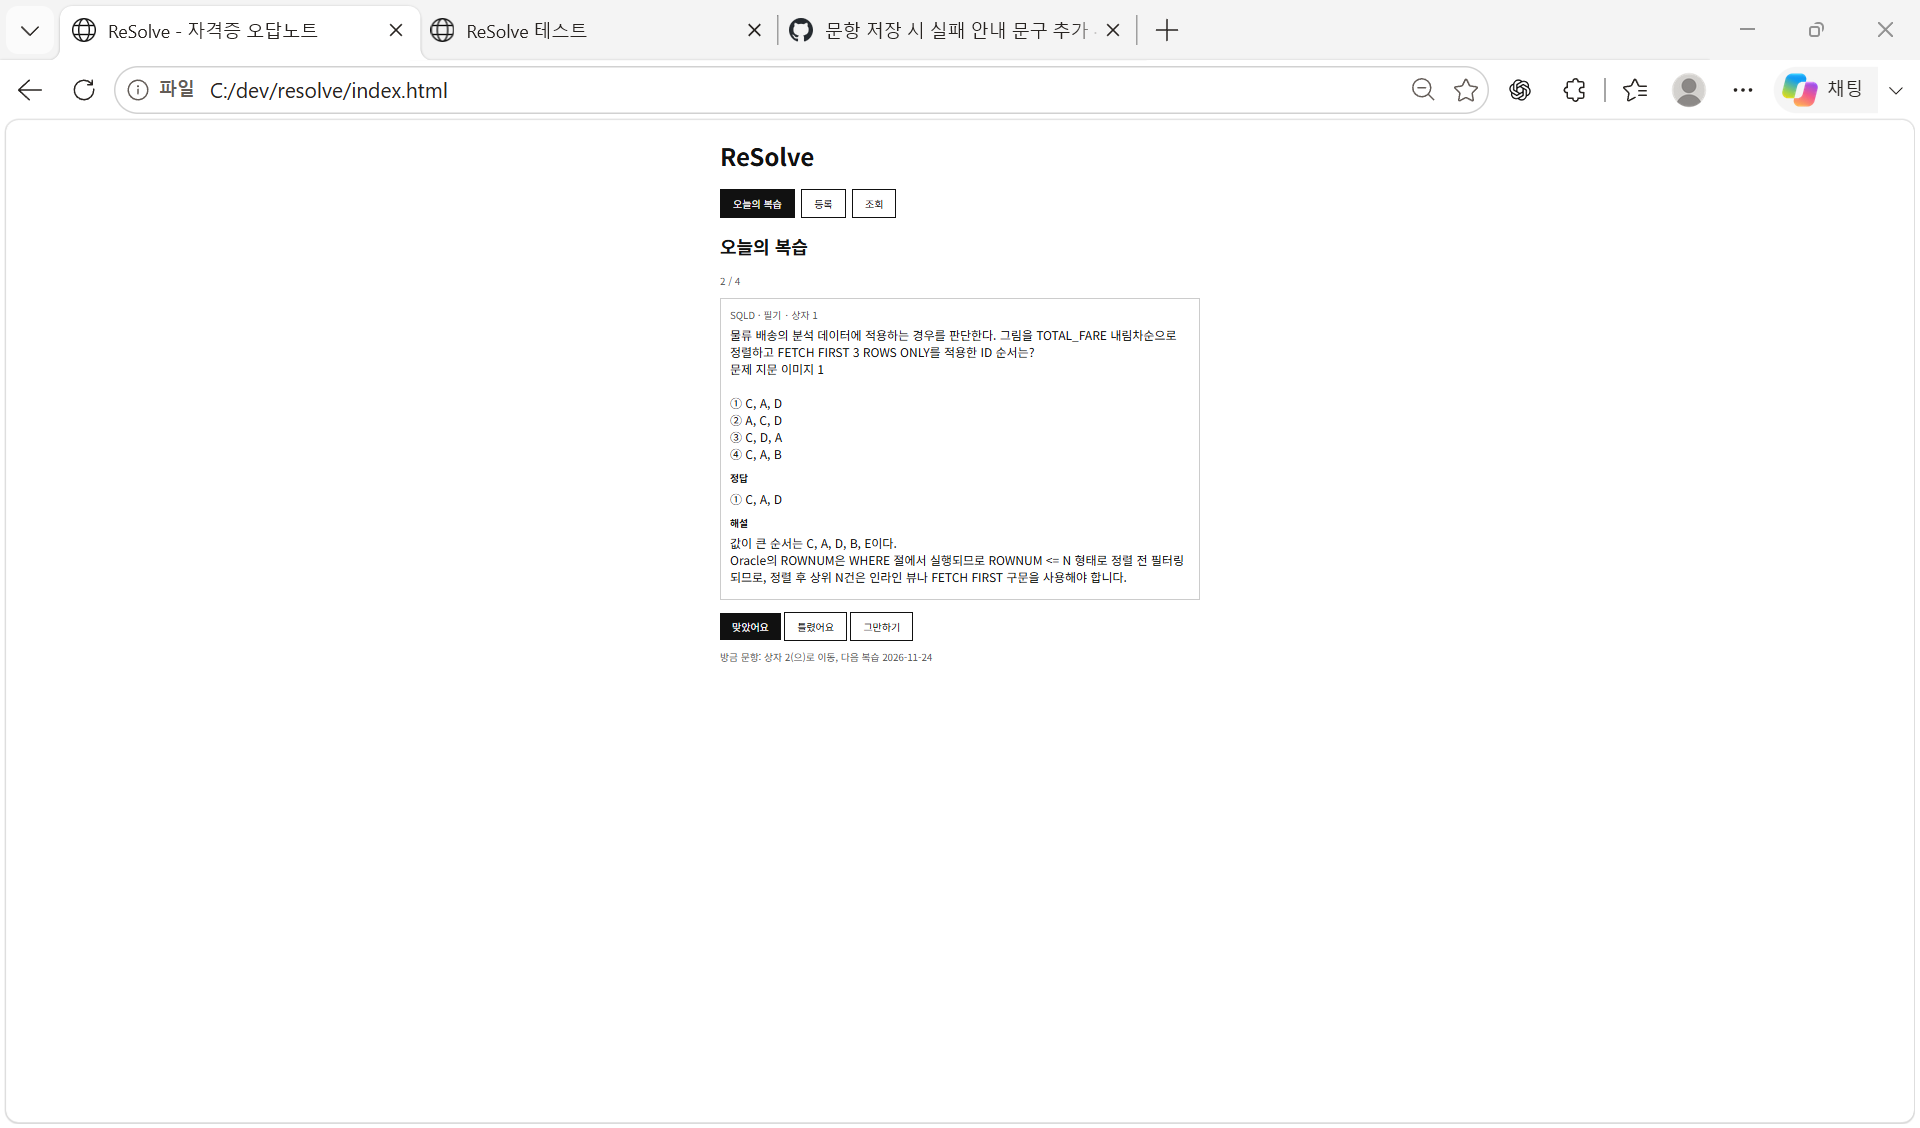 ReSolve - 자격증 오답노트
ReSolve 테스트
문항 저장 시 실패 안내 문구 추가
파일 C:/dev/resolve/index.html
채팅
ReSolve
오늘의 복습
등록
조회
오늘의 복습
2 / 4
SQLD · 필기 · 상자 1
물류 배송의 분석 데이터에 적용하는 경우를 판단한다. 그림을 TOTAL_FARE 내림차순으로
정렬하고 FETCH FIRST 3 ROWS ONLY를 적용한 ID 순서는?
문제 지문 이미지 1
① C, A, D
② A, C, D
③ C, D, A
④ C, A, B
정답
① C, A, D
해설
값이 큰 순서는 C, A, D, B, E이다.
Oracle의 ROWNUM은 WHERE 절에서 실행되므로 ROWNUM <= N 형태로 정렬 전 필터링
되므로, 정렬 후 상위 N건은 인라인 뷰나 FETCH FIRST 구문을 사용해야 합니다.
맞았어요
틀렸어요
그만하기
방금 문항: 상자 2(으)로 이동, 다음 복습 2026-11-24